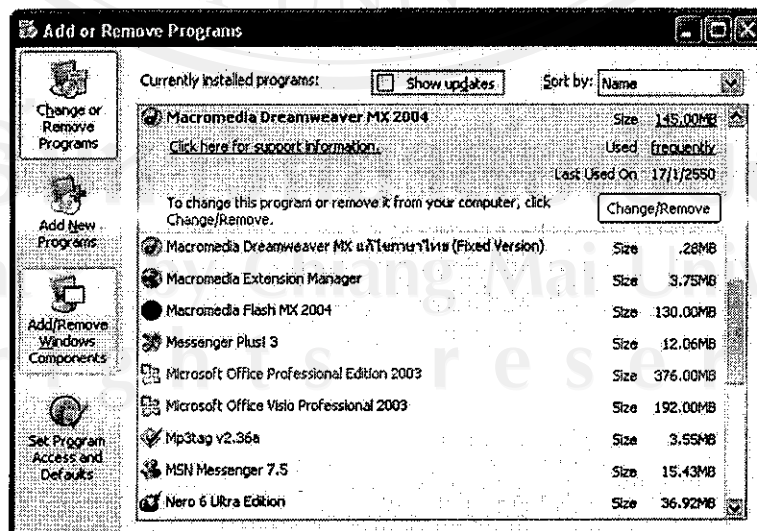 Add or Remove Programs
Change or
Remove
Programs
Add New
Programs
Add/Remove
Windows
Components
Set Program
Access and
Defaults
Currently installed programs:
Show updates
Sort by: Name
Macromedia Dreamweaver MX 2004 Size 145.00MB
Click here for support information. Used frequently
Last Used On 17/1/2550
To change this program or remove it from your computer, click
Change/Remove.
Change/Remove
Macromedia Dreamweaver MX แก้ไขภาษาไทย (Fixed Version) Size .28MB
Macromedia Extension Manager Size 3.75MB
Macromedia Flash MX 2004 Size 130.00MB
Messenger Plus! 3 Size 12.06MB
Microsoft Office Professional Edition 2003 Size 376.00MB
Microsoft Office Visio Professional 2003 Size 192.00MB
Mp3tag v2.36a Size 3.55MB
MSN Messenger 7.5 Size 15.43MB
Nero 6 Ultra Edition Size 36.92MB
by Chiang Mai Uni
rights reser